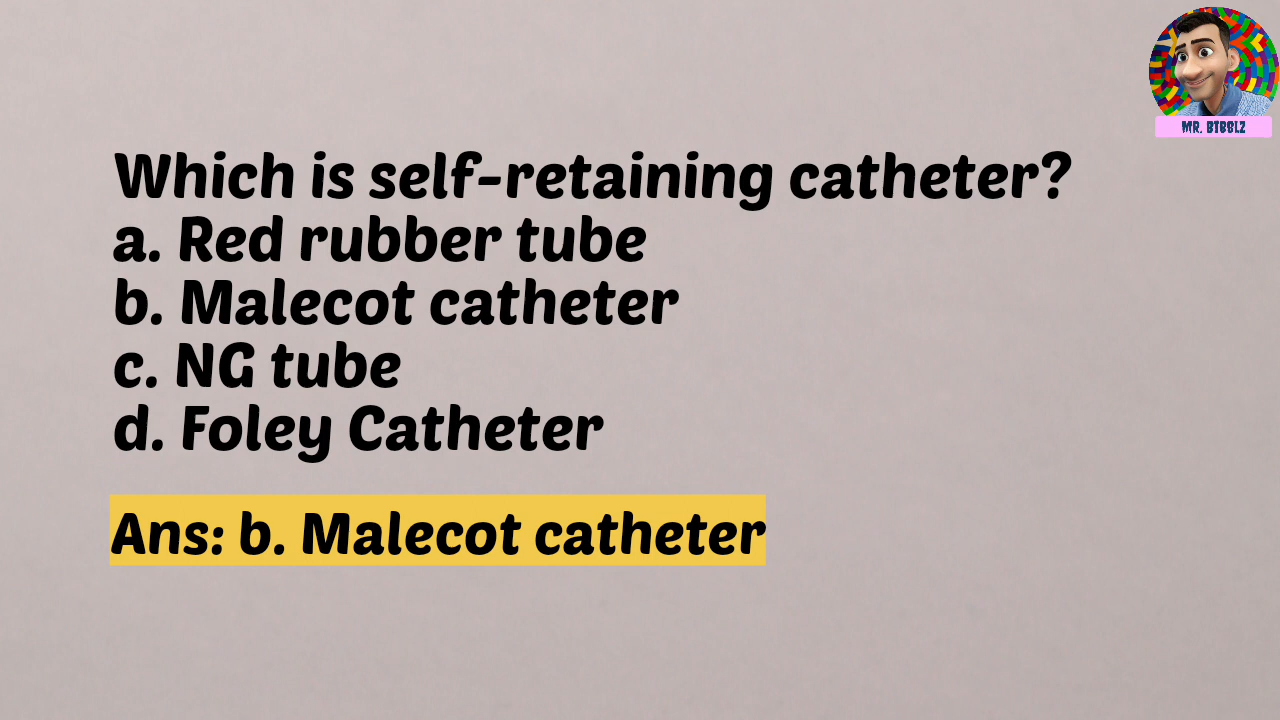 MR. BIBBLZ
Which is self-retaining catheter?
a. Red rubber tube
b. Malecot catheter
c. NG tube
d. Foley Catheter
Ans: b. Malecot catheter